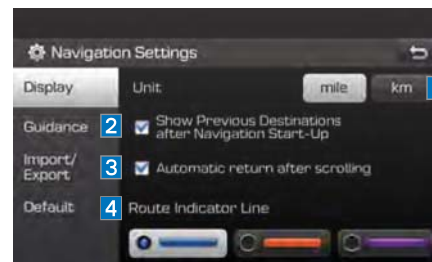 Navigation Settings
Display
Unit
mile
km
Guidance
2
Show Previous Destinations
after Navigation Start-Up
Import/
Export
3
Automatic return after scrolling
Default
4
Route Indicator Line